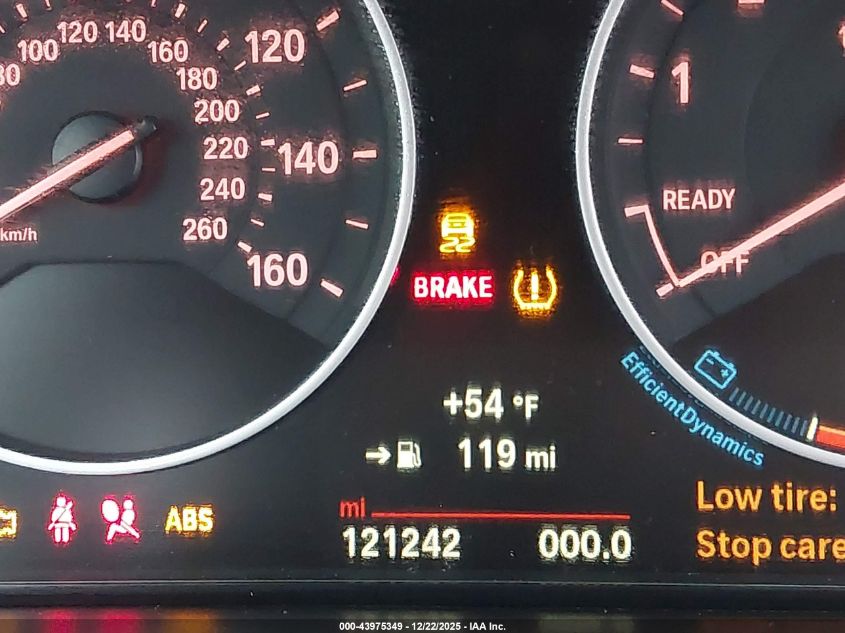 100 120 140 160 180 200 220 240 260
km/h
120
140
160
1
READY
OFF
BRAKE
+54 °F
119 mi
EfficientDynamics
ABS
mi
121242 000.0
Low tire:
Stop care
000-43975349 - 12/22/2025 - IAA Inc.